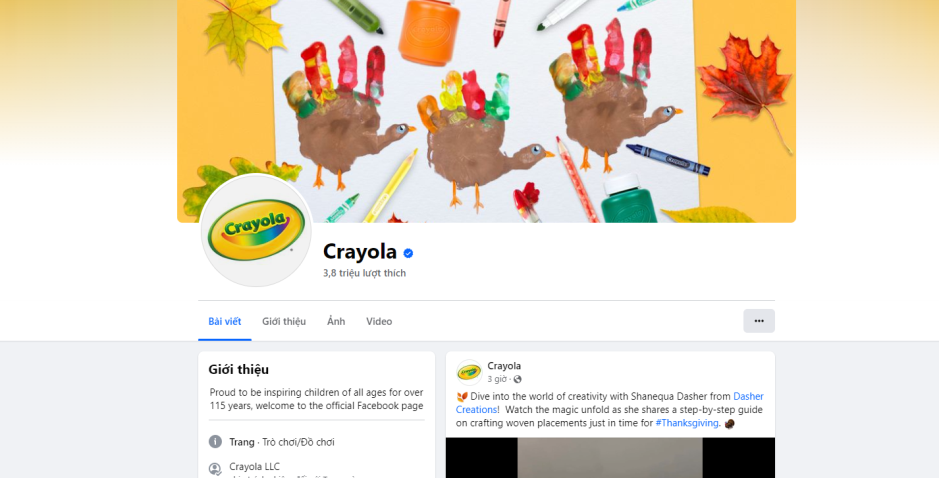 Crayola
Crayola
3,8 triệu lượt thích
Bài viết
Giới thiệu
Ảnh
Video
Giới thiệu
Proud to be inspiring children of all ages for over
115 years, welcome to the official Facebook page
Trang · Trò chơi/Đồ chơi
Crayola LLC
Crayola
3 giờ ·
Dive into the world of creativity with Shanequa Dasher from Dasher
Creations! Watch the magic unfold as she shares a step-by-step guide
on crafting woven placements just in time for #Thanksgiving.